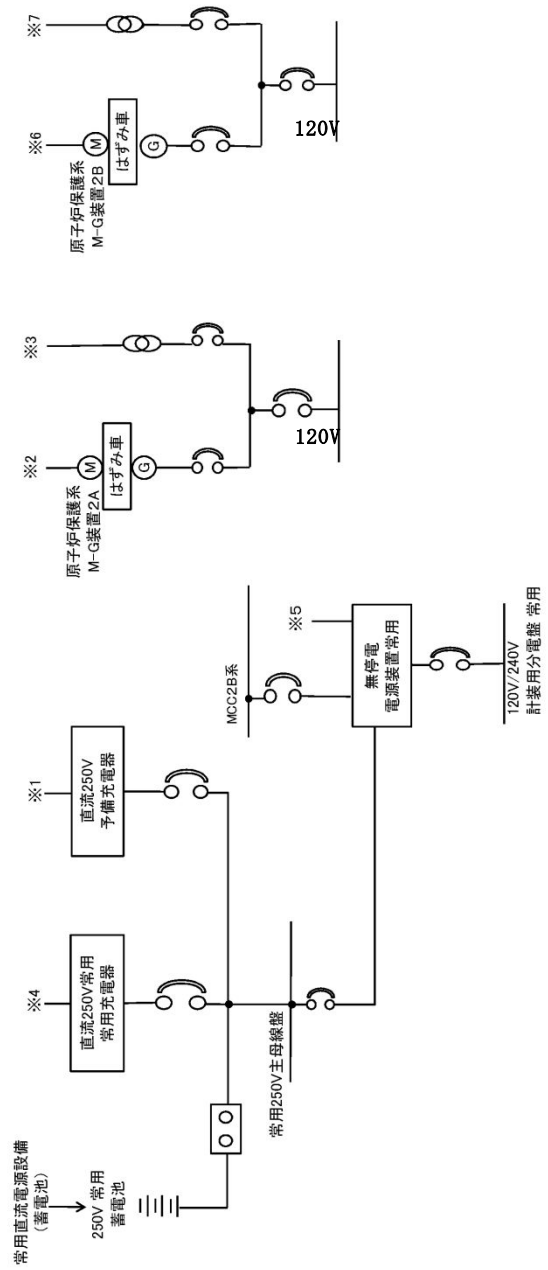 常用直流電源設備
(蓄電池)
250V 常用
蓄電池
※4
直流250V常用
常用充電器
※1
直流250V
予備充電器
常用250V主母線盤
MCC2B系
※5
無停電
電源装置常用
120V/240V
計装用分電盤 常用
※2
原子炉保護系
M-G装置2A
M
はずみ車
G
※3
120V
※6
原子炉保護系
M-G装置2B
M
はずみ車
G
※7
120V